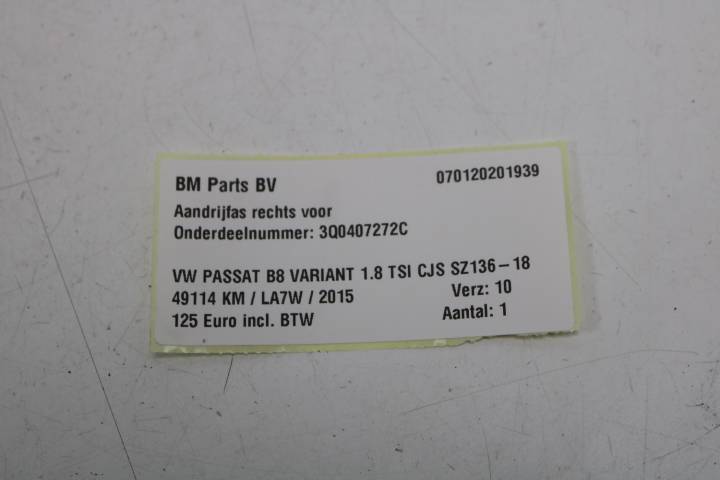 BM Parts BV 070120201939
Aandrijfas rechts voor
Onderdeelnummer: 3Q0407272C
VW PASSAT B8 VARIANT 1.8 TSI CJS SZ136-18
49114 KM / LA7W / 2015 Verz: 10
125 Euro incl. BTW Aantal: 1